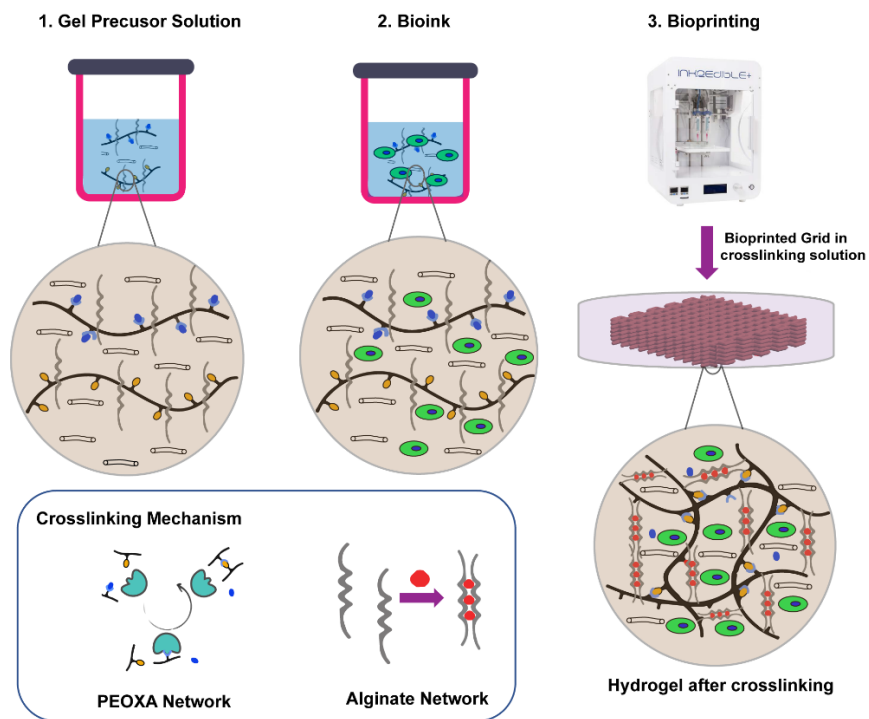 1. Gel Precusor Solution
2. Bioink
3. Bioprinting
INKREDIBLE+
Bioprinted Grid in
crosslinking solution
Crosslinking Mechanism
PEOXA Network
Alginate Network
Hydrogel after crosslinking